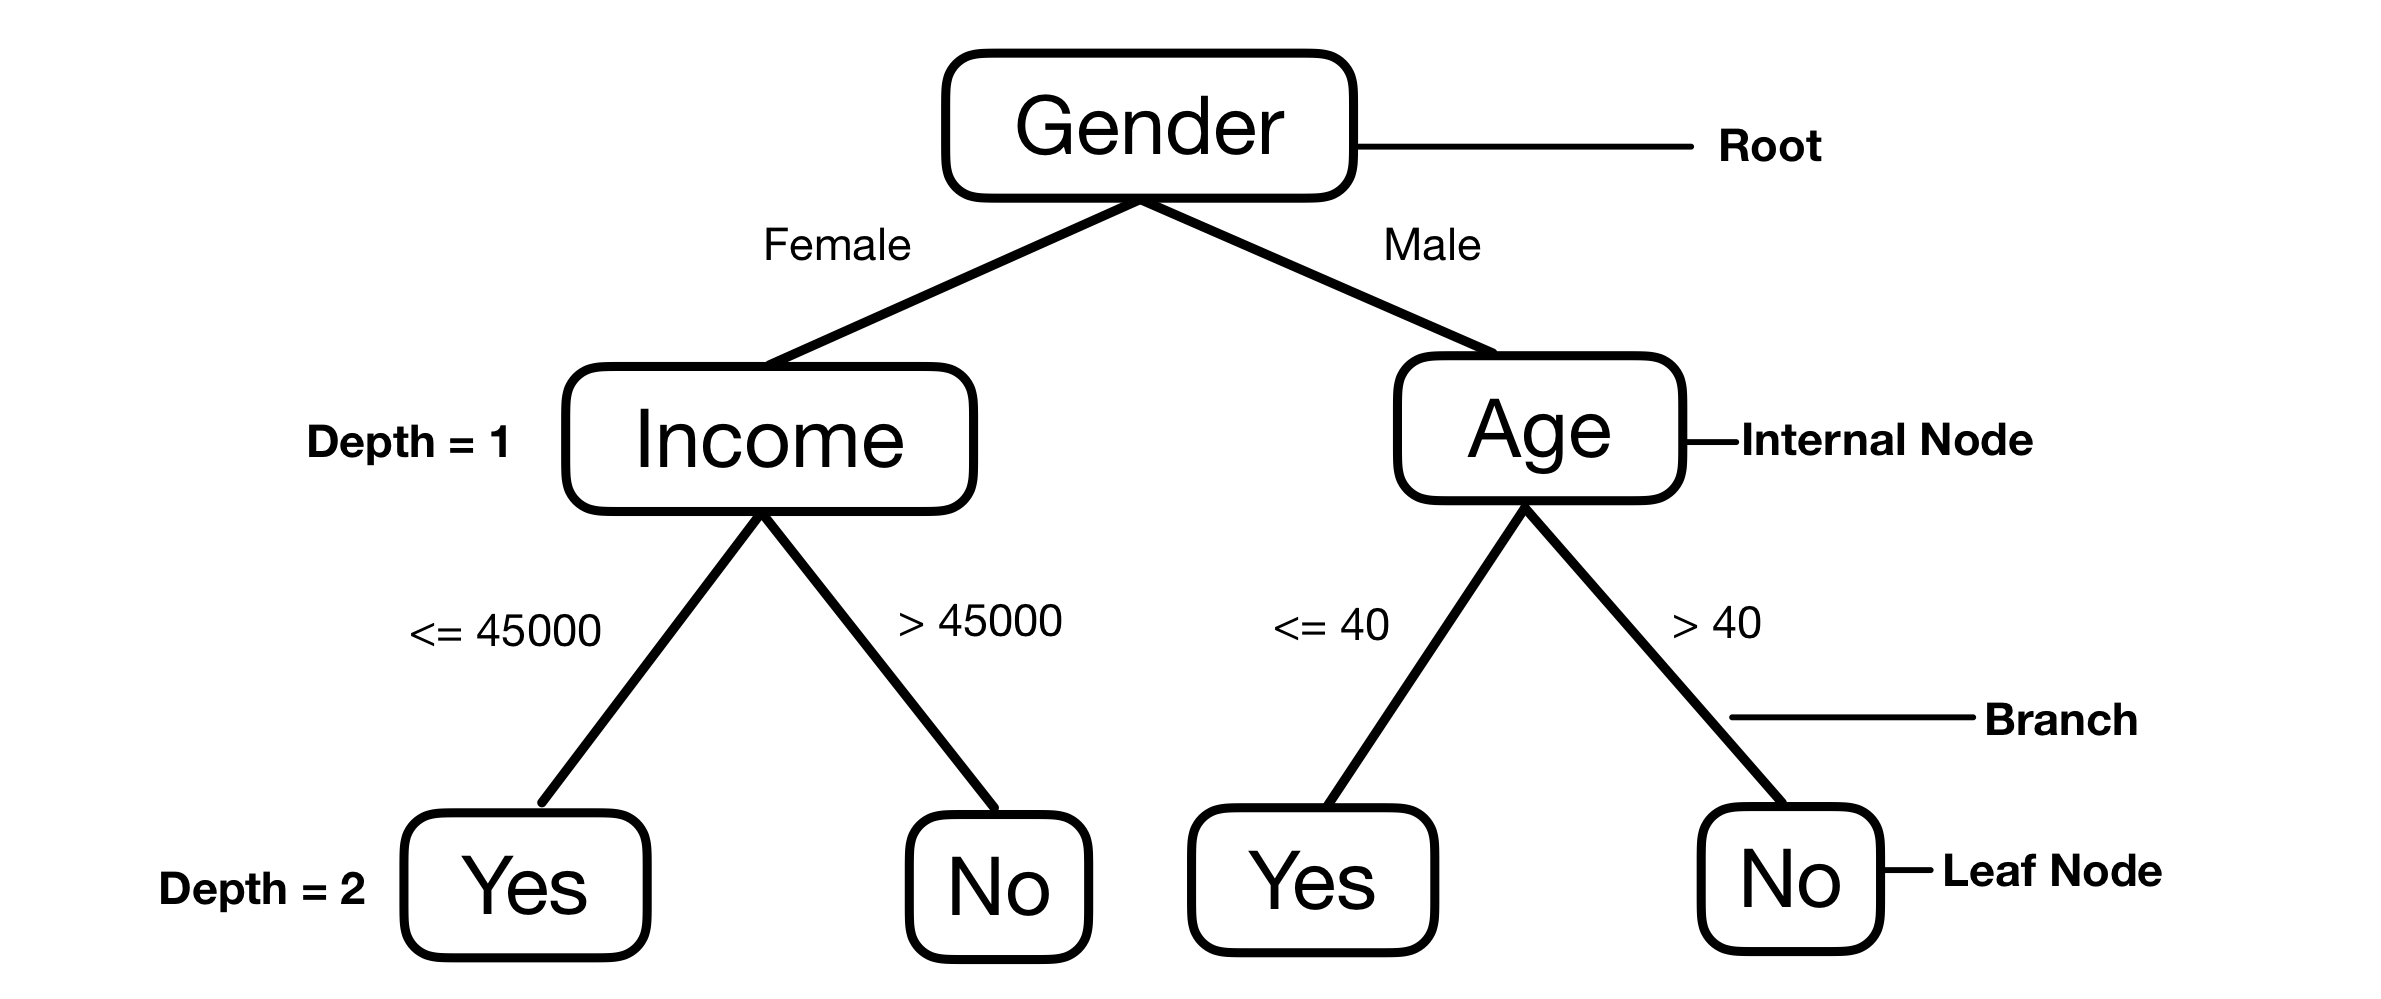 Gender
Root
Female
Male
Depth = 1
Income
Age
Internal Node
<= 45000
> 45000
<= 40
> 40
Branch
Depth = 2
Yes
No
Yes
No
Leaf Node